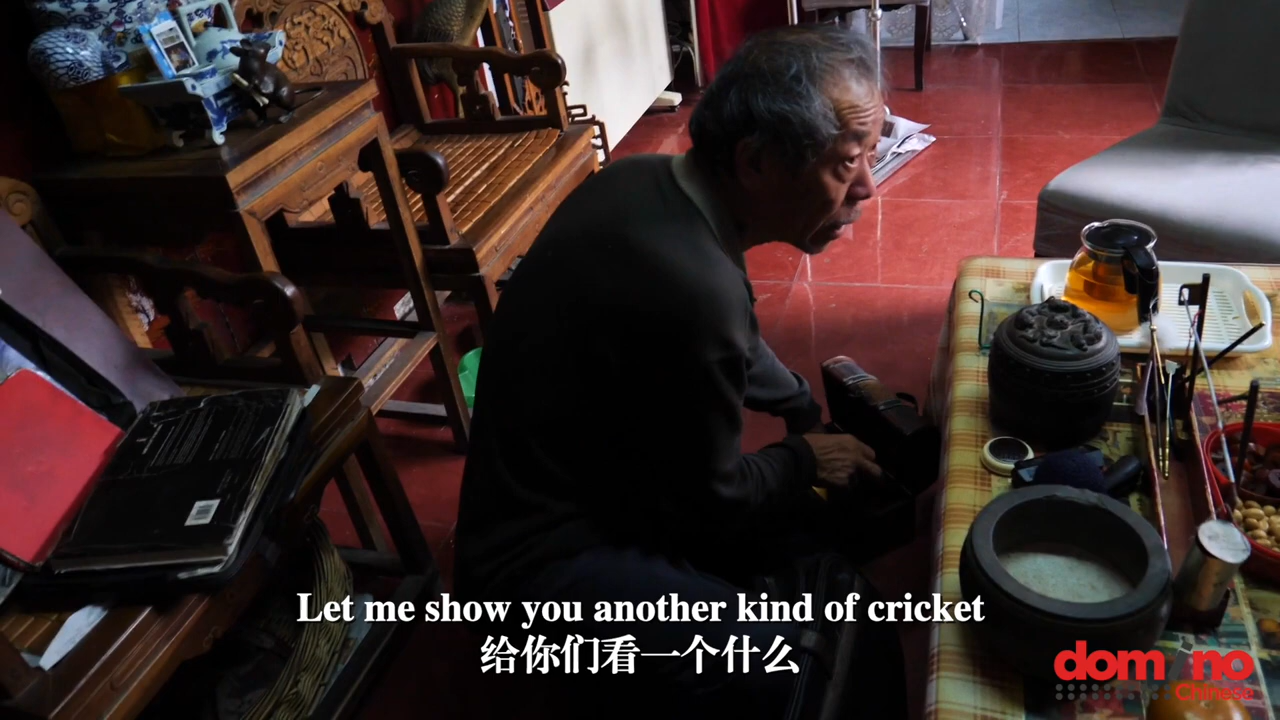 Let me show you another kind of cricket
给你们看一个什么
domino
Chinese